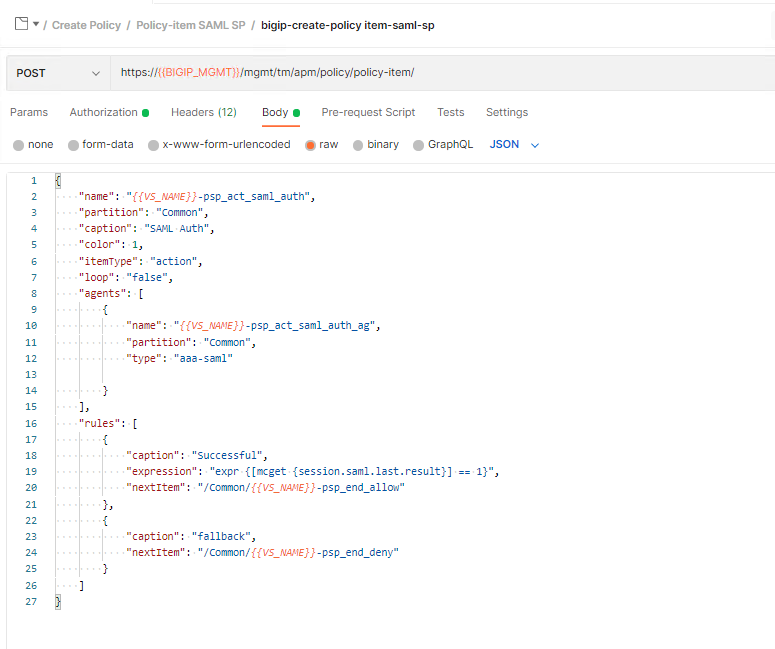 / Create Policy / Policy-item SAML SP / bigip-create-policy item-saml-sp
POST https://{{BIGIP_MGMT}}/mgmt/tm/apm/policy/policy-item/
Params Authorization Headers (12) Body Pre-request Script Tests Settings
none form-data x-www-form-urlencoded raw binary GraphQL JSON
1 {
2 "name": "{{VS_NAME}}-psp_act_saml_auth",
3 "partition": "Common",
4 "caption": "SAML Auth",
5 "color": 1,
6 "itemType": "action",
7 "loop": "false",
8 "agents": [
9 {
10 "name": "{{VS_NAME}}-psp_act_saml_auth_ag",
11 "partition": "Common",
12 "type": "aaa-saml"
13
14 }
15 ],
16 "rules": [
17 {
18 "caption": "Successful",
19 "expression": "expr {[mcget {session.saml.last.result}] == 1}",
20 "nextItem": "/Common/{{VS_NAME}}-psp_end_allow"
21 },
22 {
23 "caption": "fallback",
24 "nextItem": "/Common/{{VS_NAME}}-psp_end_deny"
25 }
26 ]
27 }